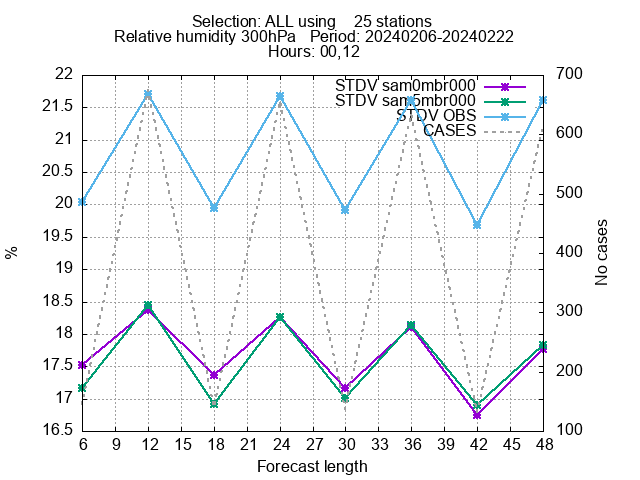 Selection: ALL using    25 stations
Relative humidity 300hPa   Period: 20240206-20240222
Hours: 00,12
22
21.5
21
20.5
20
19.5
19
18.5
18
17.5
17
16.5
%
700
600
500
400
300
200
100
No cases
STDV sam0mbr000
STDV sam5mbr000
STDV OBS
CASES
6 9 12 15 18 21 24 27 30 33 36 39 42 45 48
Forecast length